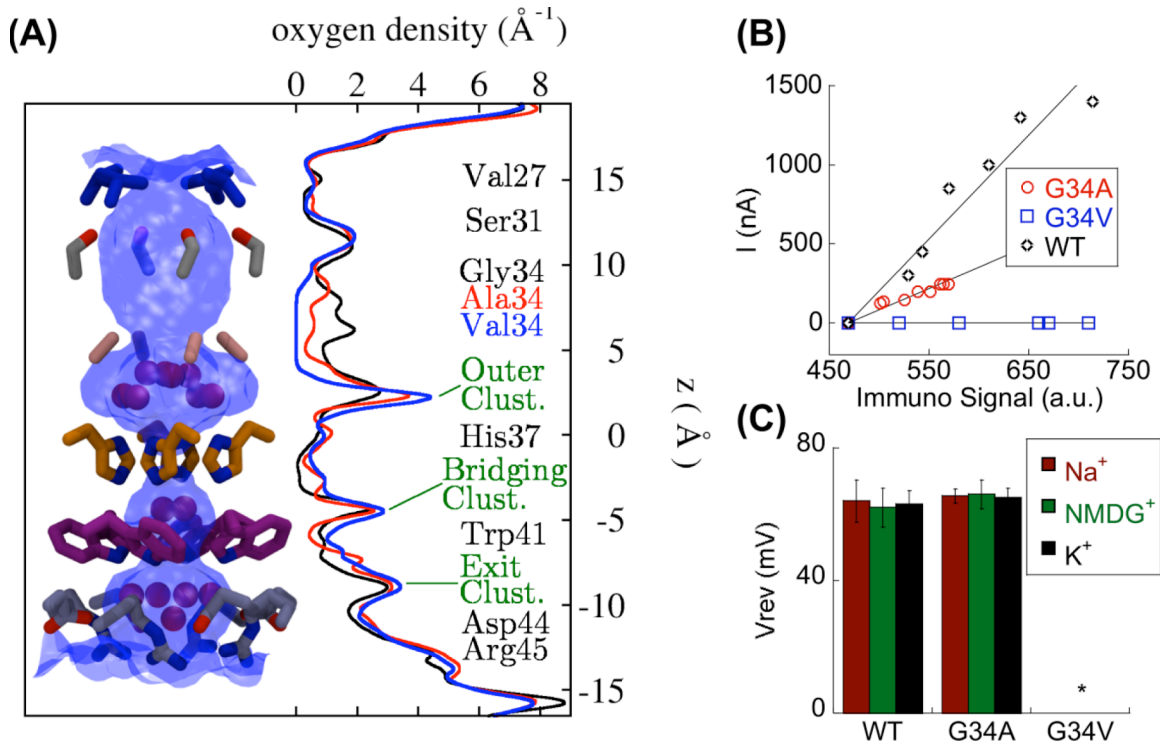 (A)
oxygen density (Å⁻¹)
0 2 4 6 8
Val27
Ser31
Gly34
Ala34
Val34
Outer
Clust.
His37
Bridging
Clust.
Trp41
Exit
Clust.
Asp44
Arg45
15
10
5
0
-5
-10
-15
z (Å)
(B)
1500
1000
500
0
I (nA)
G34A
G34V
WT
450 550 650 750
Immuno Signal (a.u.)
(C)
80
40
0
Vrev (mV)
Na⁺
NMDG⁺
K⁺
*
WT G34A G34V